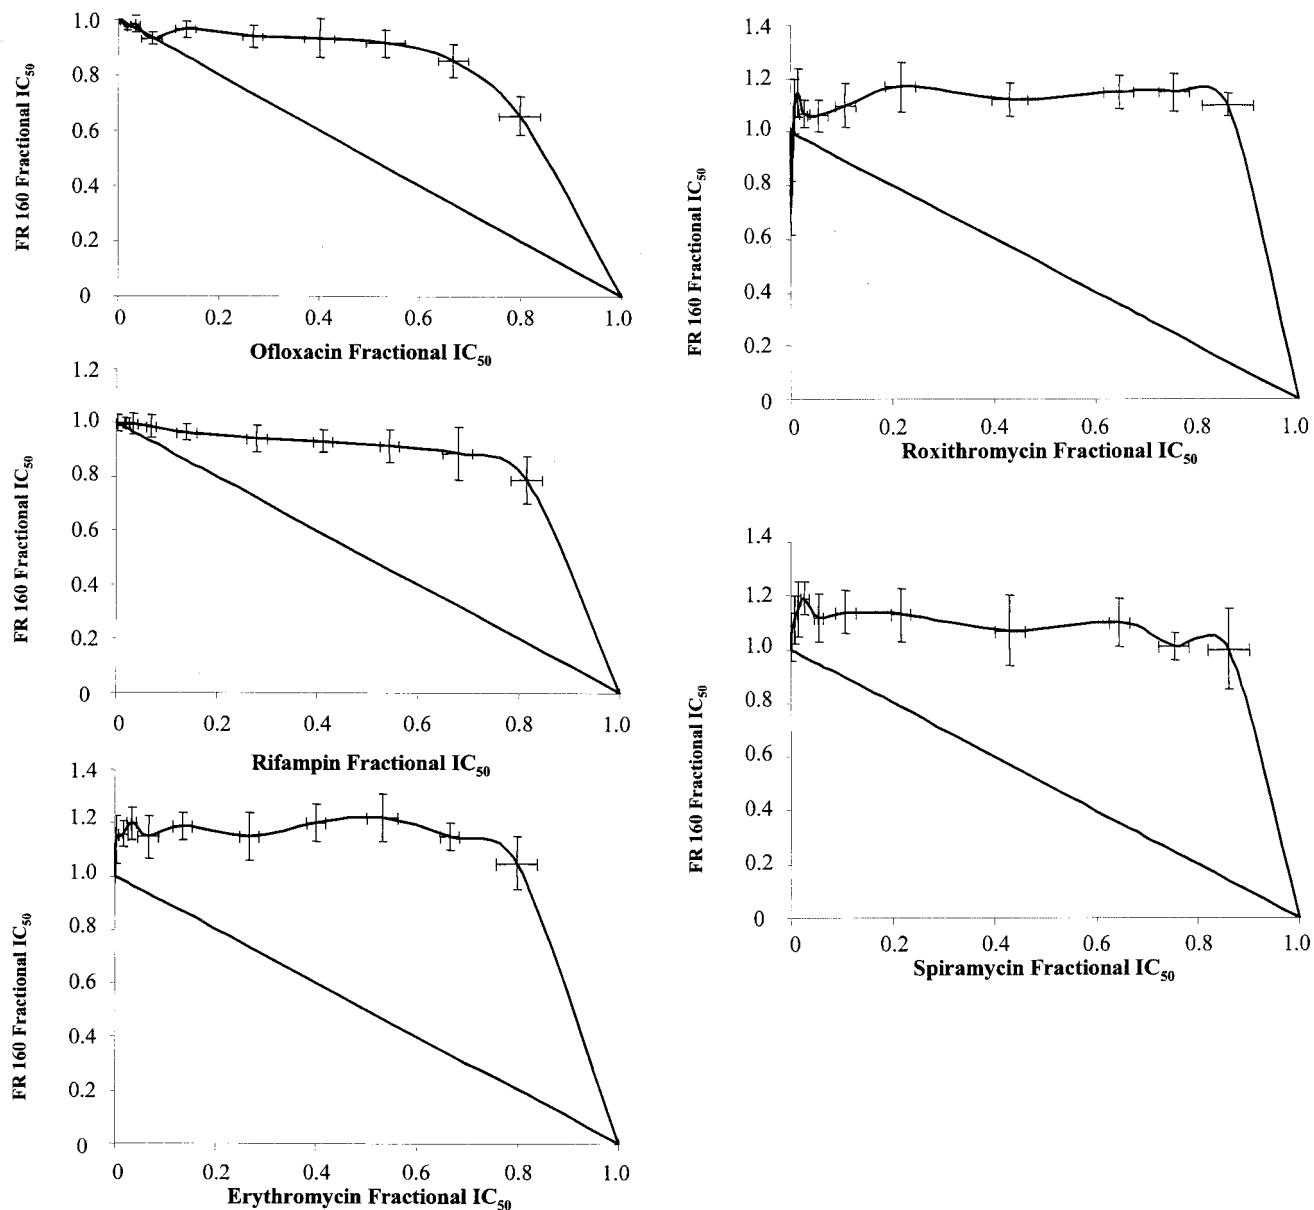 FR 160 Fractional IC50
1.0
0.8
0.6
0.4
0.2
0
0 0.2 0.4 0.6 0.8 1.0
Ofloxacin Fractional IC50
FR 160 Fractional IC50
1.2
1.0
0.8
0.6
0.4
0.2
0
0 0.2 0.4 0.6 0.8 1.0
Rifampin Fractional IC50
FR 160 Fractional IC50
1.4
1.2
1.0
0.8
0.6
0.4
0.2
0
0 0.2 0.4 0.6 0.8 1.0
Erythromycin Fractional IC50
FR 160 Fractional IC50
1.4
1.2
1.0
0.8
0.6
0.4
0.2
0
0 0.2 0.4 0.6 0.8 1.0
Roxithromycin Fractional IC50
FR 160 Fractional IC50
1.4
1.2
1.0
0.8
0.6
0.4
0.2
0
0 0.2 0.4 0.6 0.8 1.0
Spiramycin Fractional IC50